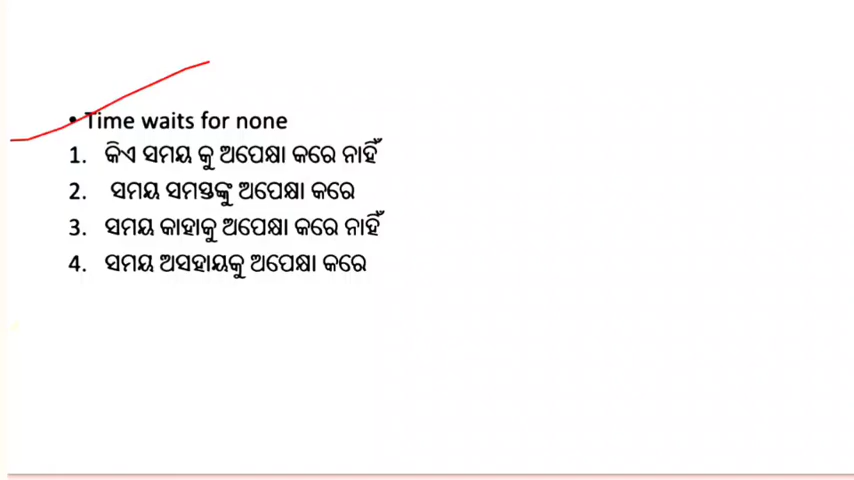 • Time waits for none
1. କିଏ ସମୟ କୁ ଅପେକ୍ଷା କରେ ନାହିଁ
2. ସମୟ ସମସ୍ତଙ୍କୁ ଅପେକ୍ଷା କରେ
3. ସମୟ କାହାକୁ ଅପେକ୍ଷା କରେ ନାହିଁ
4. ସମୟ ଅସହାୟକୁ ଅପେକ୍ଷା କରେ